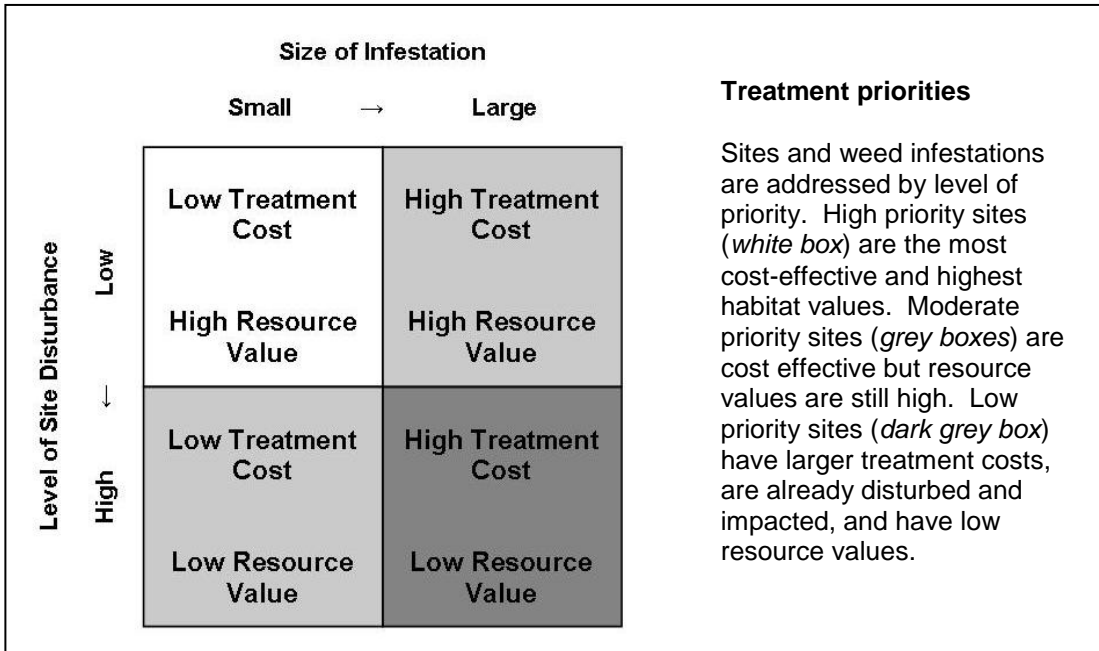 Size of Infestation
Small → Large
Level of Site Disturbance
Low
↓
High
Low Treatment
Cost
High Resource
Value
High Treatment
Cost
High Resource
Value
Low Treatment
Cost
Low Resource
Value
High Treatment
Cost
Low Resource
Value
Treatment priorities
Sites and weed infestations
are addressed by level of
priority. High priority sites
(white box) are the most
cost-effective and highest
habitat values. Moderate
priority sites (grey boxes) are
cost effective but resource
values are still high. Low
priority sites (dark grey box)
have larger treatment costs,
are already disturbed and
impacted, and have low
resource values.